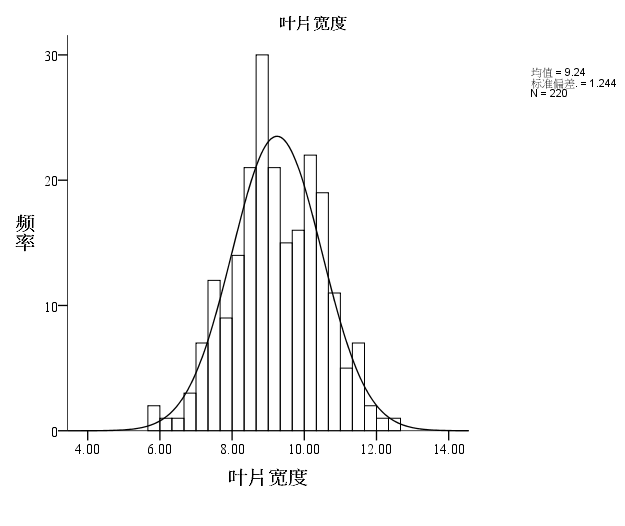 叶片宽度
均值 = 9.24
标准偏差. = 1.244
N = 220
30
20
10
0
频率
4.00 6.00 8.00 10.00 12.00 14.00
叶片宽度